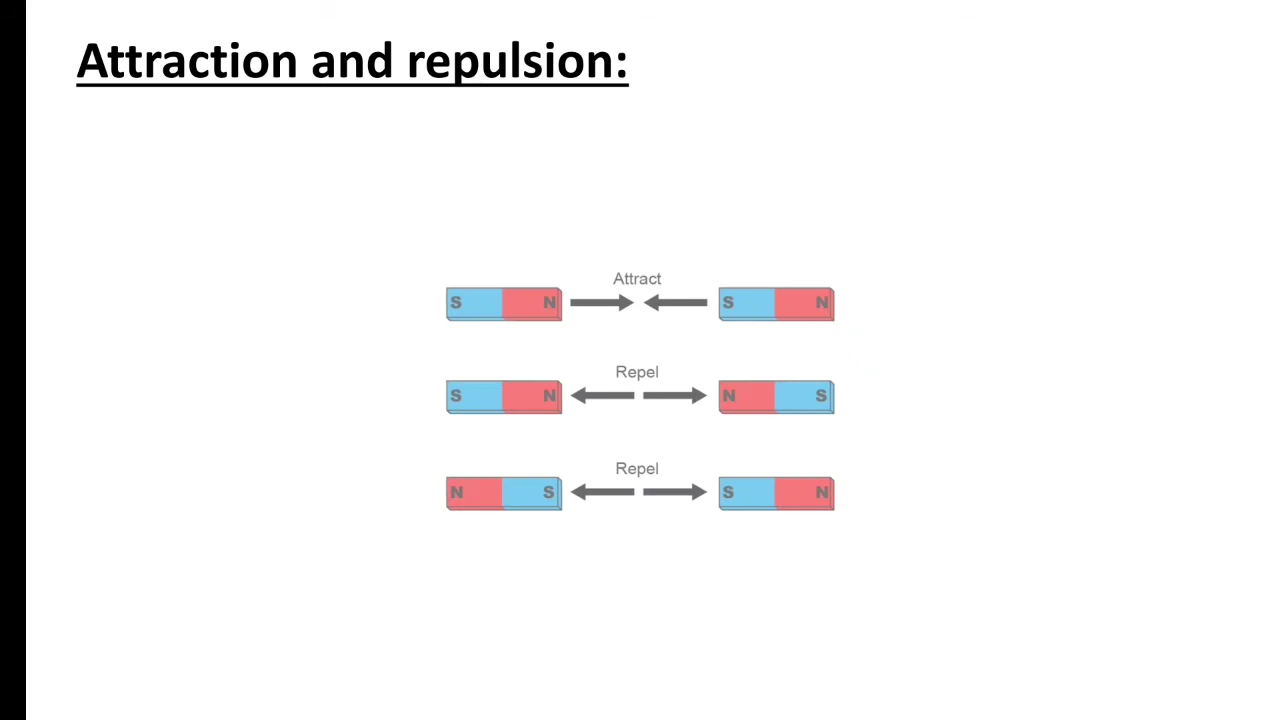 Attraction and repulsion:
Attract
S N S N
Repel
S N N S
Repel
N S S N